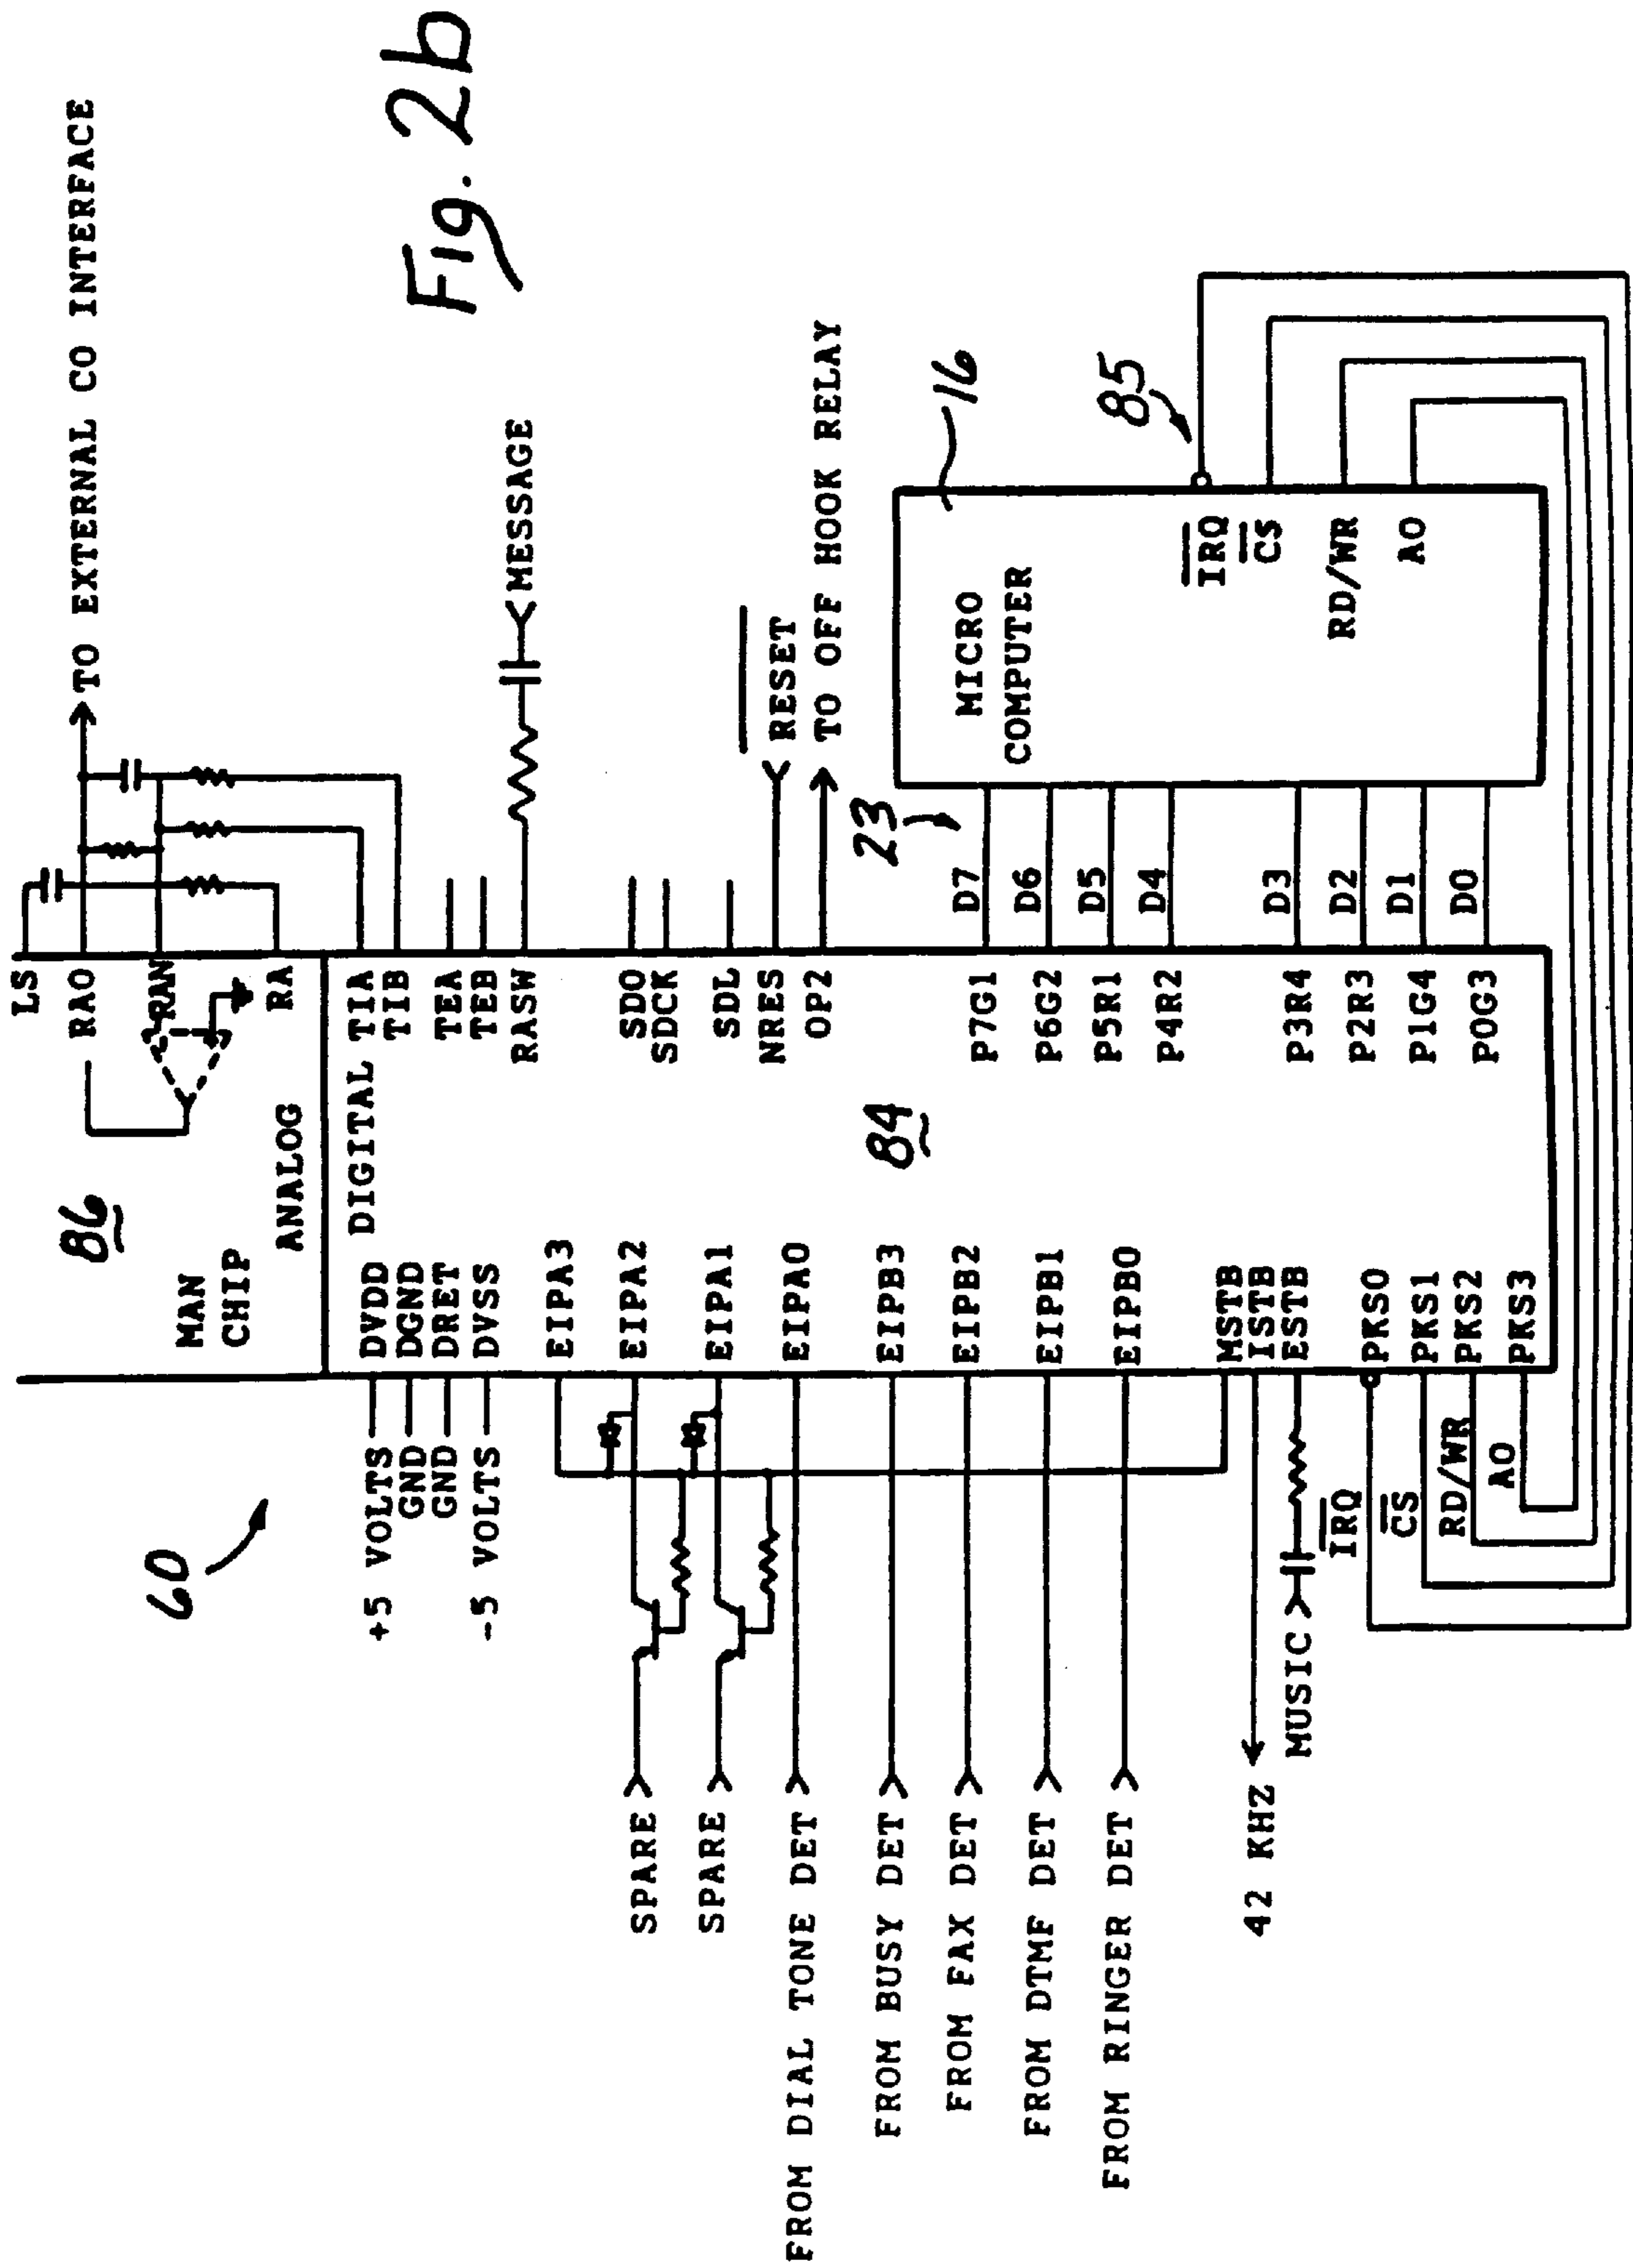 Fig. 2b
60
86
MAN
CHIP
ANALOG
LS
RAO
RAN
RA
TO EXTERNAL CO INTERFACE
+5 VOLTS
GND
GND
-5 VOLTS
DVDD
DGND
DRET
DVSS
DIGITAL
TIA
TIB
TEA
TEB
RASW
MESSAGE
SPARE
SPARE
FROM DIAL TONE DET
FROM BUSY DET
FROM FAX DET
FROM DTMF DET
FROM RINGER DET
EIPA3
EIPA2
EIPA1
EIPA0
EIPB3
EIPB2
EIPB1
EIPB0
SDO
SDCK
SDL
NRES
OP2
RESET
TO OFF HOOK RELAY
84
P7G1
P6G2
P5R1
P4R2
P3R4
P2R3
P1G4
P0G3
23
D7
D6
D5
D4
D3
D2
D1
D0
MICRO
COMPUTER
16
85
IRQ
CS
RD/WR
AO
42 KHZ
MUSIC
MSTB
ISTB
ESTB
PKS0
PKS1
PKS2
PKS3
IRQ
CS
RD/WR
AO